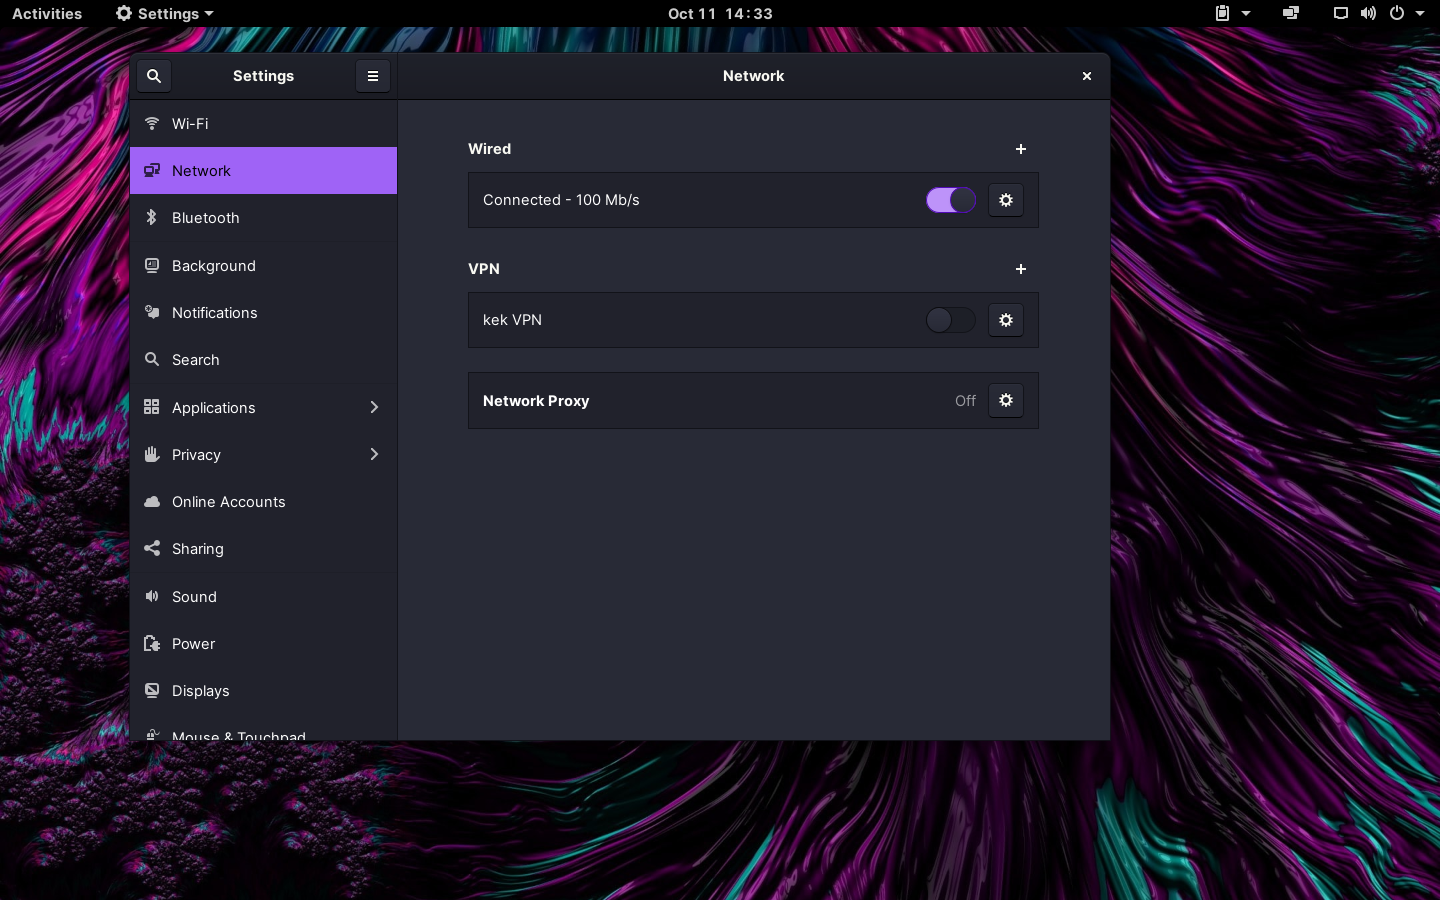 Activities Settings Oct 11 14:33
Settings Network
Wi-Fi
Network
Bluetooth
Background
Notifications
Search
Applications
Privacy
Online Accounts
Sharing
Sound
Power
Displays
Mouse & Touchpad
Wired
Connected - 100 Mb/s
VPN
kek VPN
Network Proxy Off